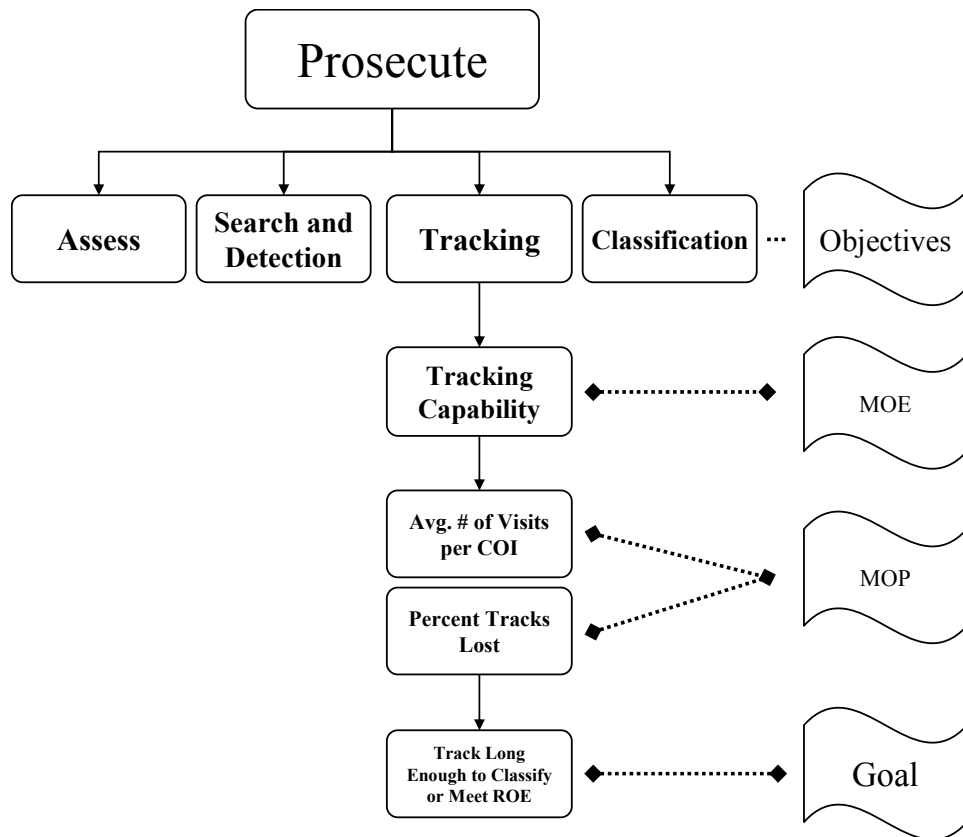 Prosecute
Assess
Search and
Detection
Tracking
Classification
...
Objectives
Tracking
Capability
MOE
Avg. # of Visits
per COI
MOP
Percent Tracks
Lost
Track Long
Enough to Classify
or Meet ROE
Goal